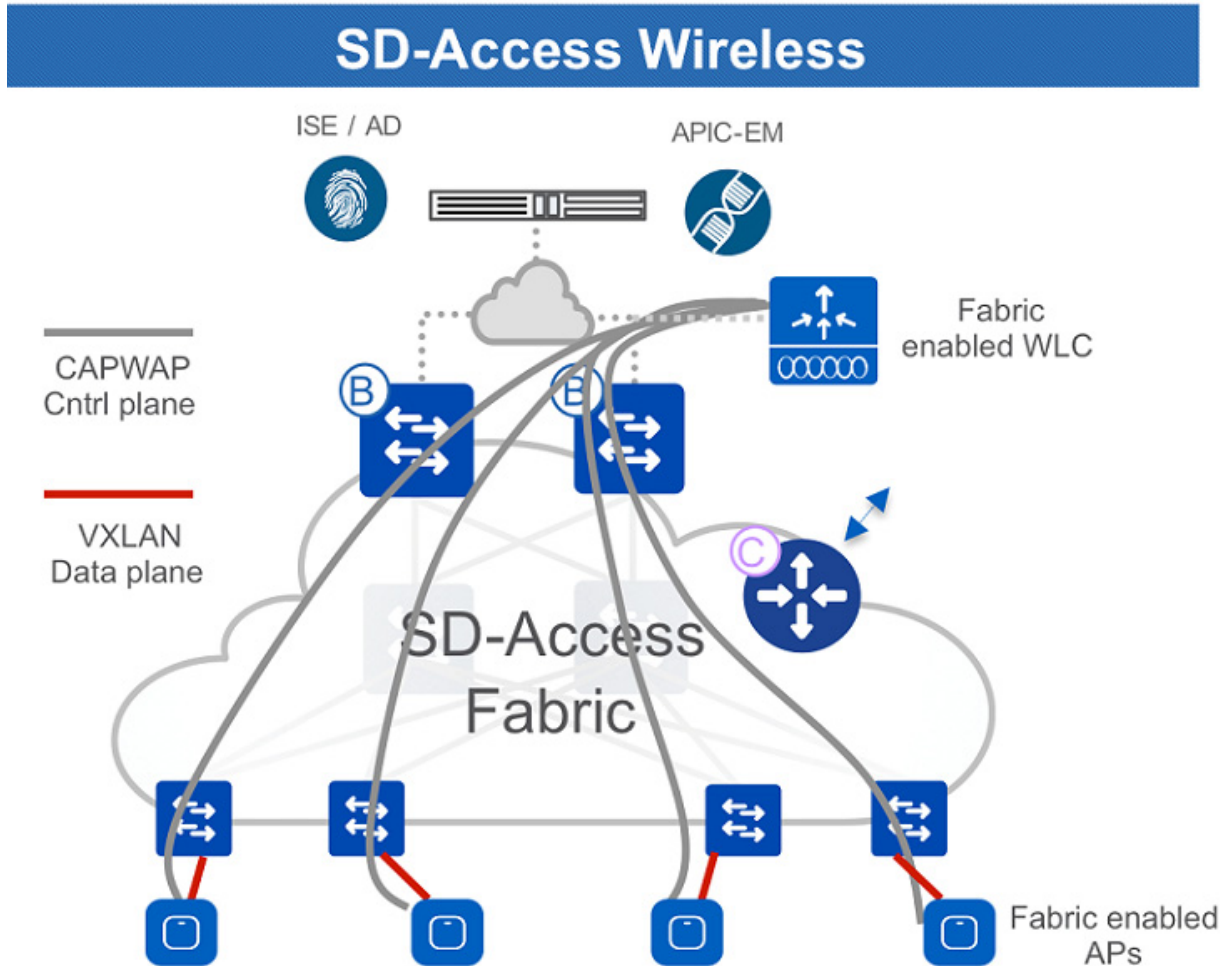 SD-Access Wireless
ISE / AD
APIC-EM
Fabric
enabled WLC
CAPWAP
Cntrl plane
B
B
VXLAN
Data plane
C
SD-Access
Fabric
Fabric enabled
APs